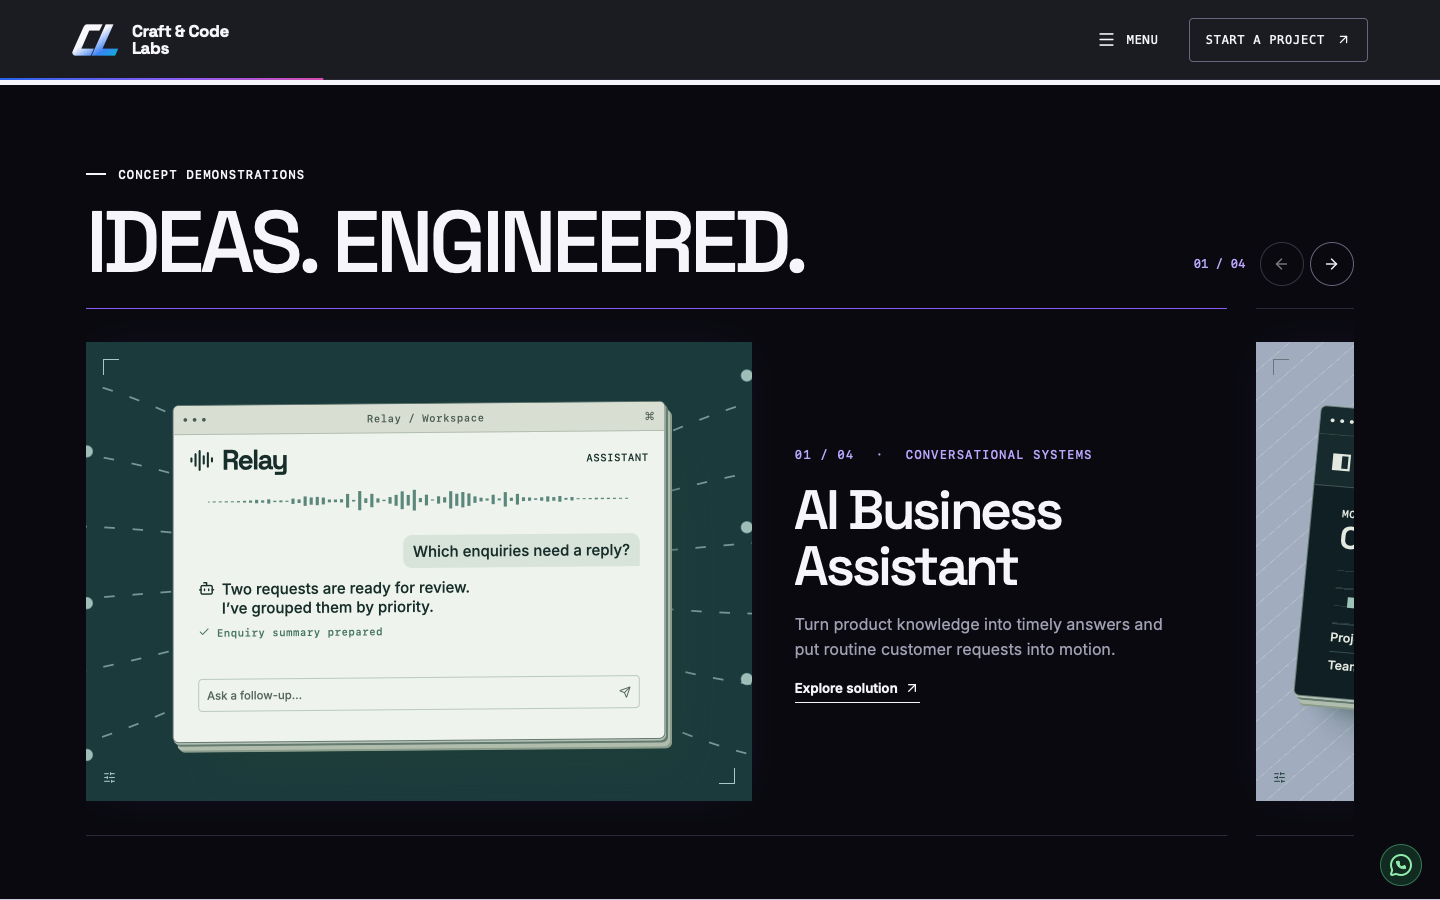 Craft & Code
Labs
MENU
START A PROJECT
CONCEPT DEMONSTRATIONS
IDEAS. ENGINEERED.
01 / 04
Relay / Workspace
Relay
ASSISTANT
Which enquiries need a reply?
Two requests are ready for review.
I've grouped them by priority.
Enquiry summary prepared
Ask a follow-up...
01 / 04 · CONVERSATIONAL SYSTEMS
AI Business
Assistant
Turn product knowledge into timely answers and
put routine customer requests into motion.
Explore solution